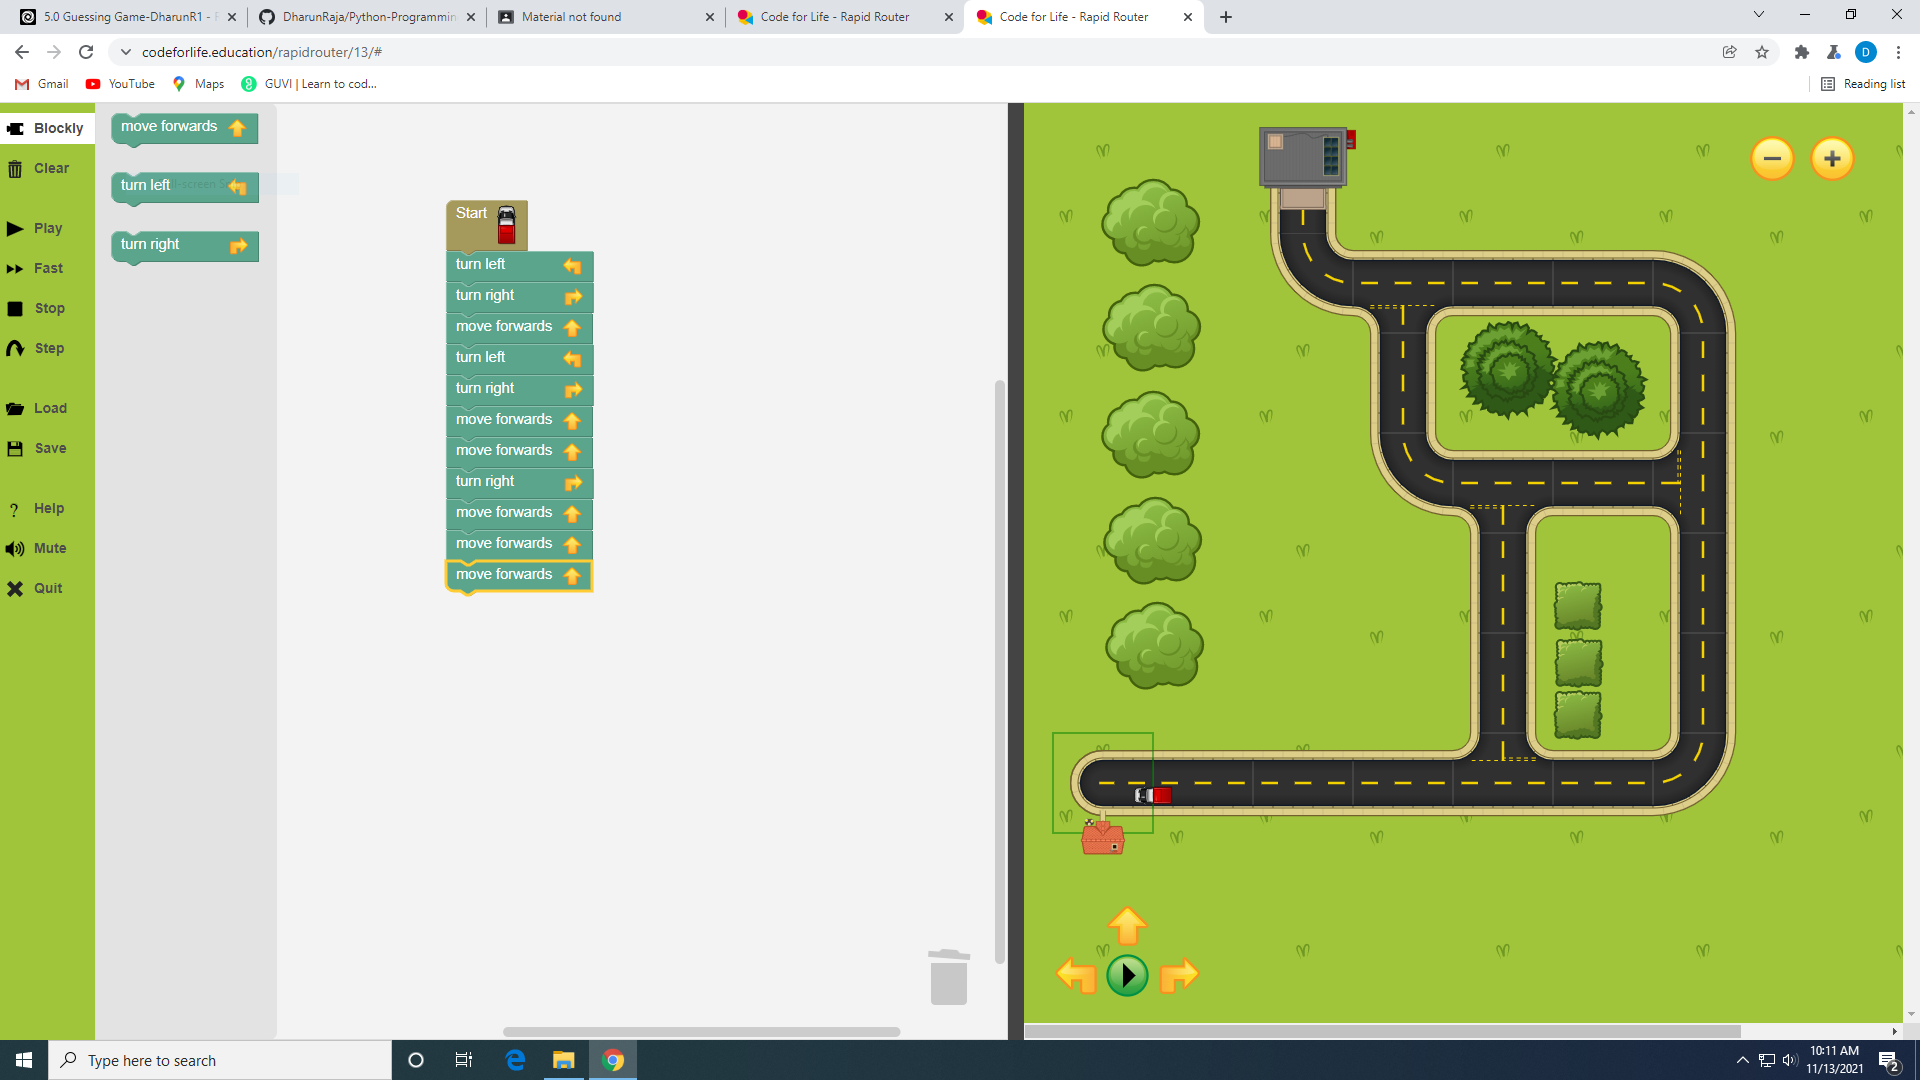 5.0 Guessing Game-DharunR1 - R
DharunRaja/Python-Programmin
Material not found
Code for Life - Rapid Router
Code for Life - Rapid Router
codeforlife.education/rapidrouter/13/#
D
Gmail
YouTube
Maps
GUVI | Learn to cod...
Reading list
Blockly
Clear
Play
Fast
Stop
Step
Load
Save
Help
Mute
Quit
move forwards
turn left
turn right
Start
turn left
turn right
move forwards
turn left
turn right
move forwards
move forwards
turn right
move forwards
move forwards
move forwards
Type here to search
10:11 AM
11/13/2021
2